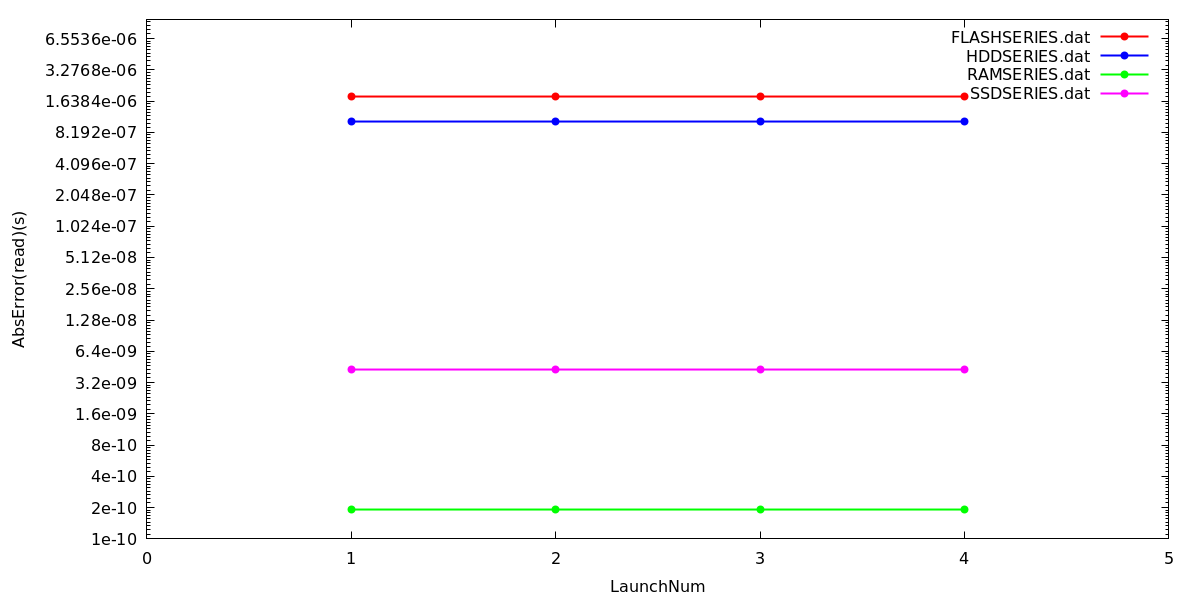 6.5536e-06
3.2768e-06
1.6384e-06
8.192e-07
4.096e-07
2.048e-07
1.024e-07
5.12e-08
2.56e-08
1.28e-08
6.4e-09
3.2e-09
1.6e-09
8e-10
4e-10
2e-10
1e-10
AbsError(read)(s)
FLASHSERIES.dat
HDDSERIES.dat
RAMSERIES.dat
SSDSERIES.dat
0 1 2 3 4 5
LaunchNum